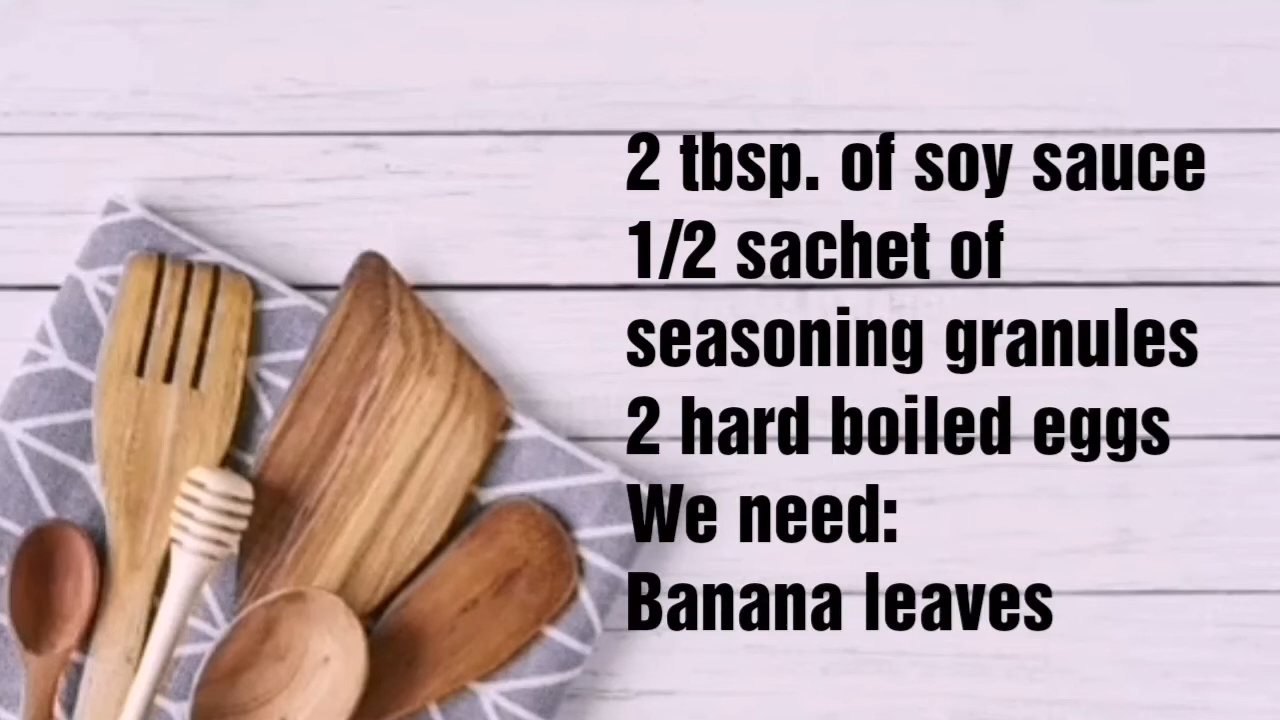 2 tbsp. of soy sauce
1/2 sachet of
seasoning granules
2 hard boiled eggs
We need:
Banana leaves